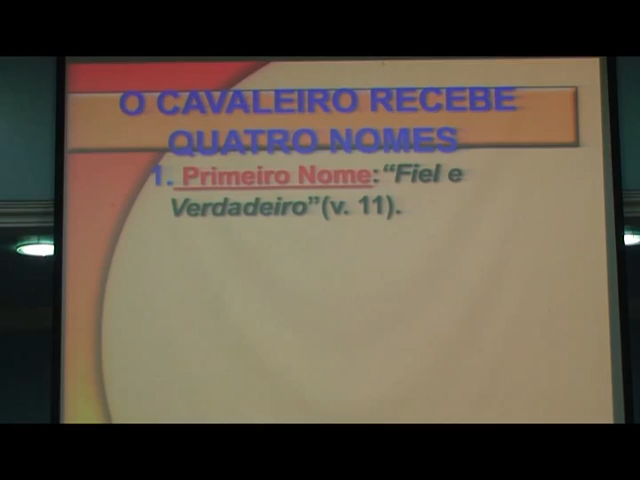 O CAVALEIRO RECEBE
QUATRO NOMES
1. Primeiro Nome: “Fiel e
Verdadeiro” (v. 11).